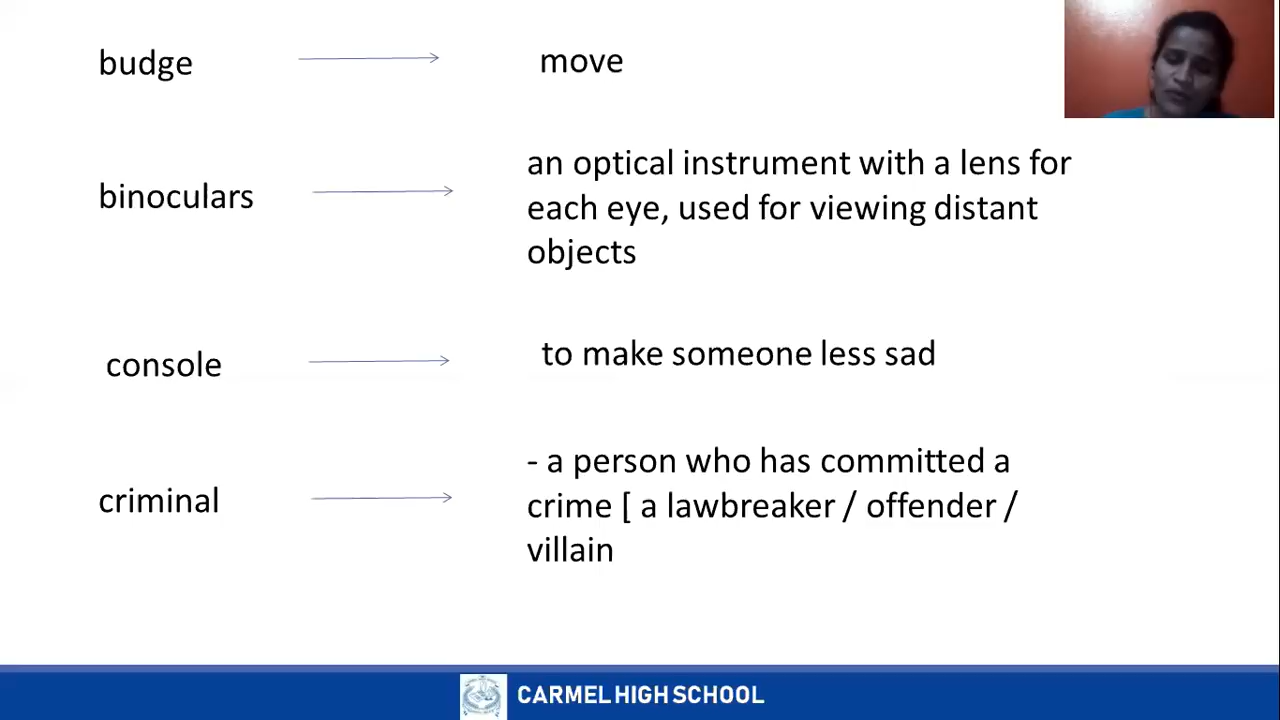 budge move
binoculars an optical instrument with a lens for
each eye, used for viewing distant
objects
console to make someone less sad
criminal - a person who has committed a
crime [ a lawbreaker / offender /
villain
CARMEL HIGH SCHOOL